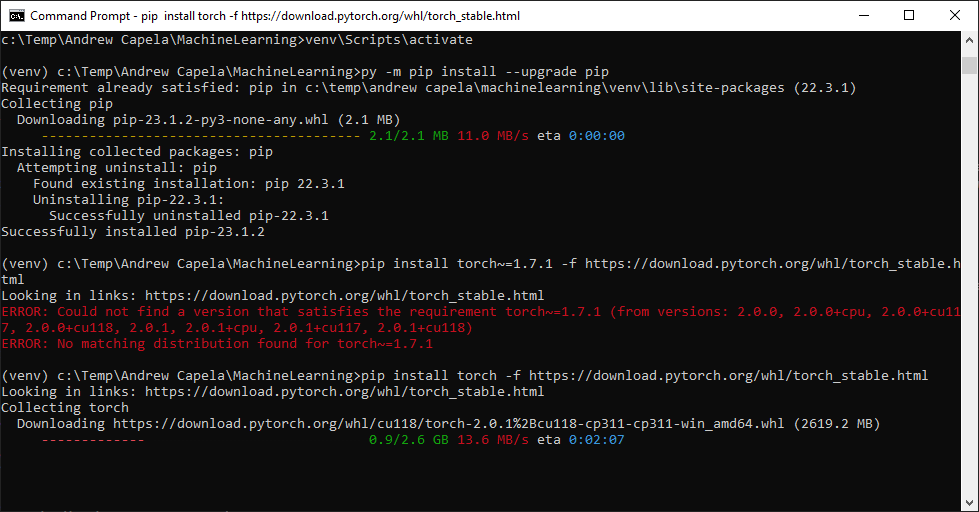 Command Prompt - pip  install torch -f https://download.pytorch.org/whl/torch_stable.html
c:\Temp\Andrew Capela\MachineLearning>venv\Scripts\activate
(venv) c:\Temp\Andrew Capela\MachineLearning>py -m pip install --upgrade pip
Requirement already satisfied: pip in c:\temp\andrew capela\machinelearning\venv\lib\site-packages (22.3.1)
Collecting pip
  Downloading pip-23.1.2-py3-none-any.whl (2.1 MB)
     ---------------------------------------- 2.1/2.1 MB 11.0 MB/s eta 0:00:00
Installing collected packages: pip
  Attempting uninstall: pip
    Found existing installation: pip 22.3.1
    Uninstalling pip-22.3.1:
      Successfully uninstalled pip-22.3.1
Successfully installed pip-23.1.2
(venv) c:\Temp\Andrew Capela\MachineLearning>pip install torch~=1.7.1 -f https://download.pytorch.org/whl/torch_stable.h
tml
Looking in links: https://download.pytorch.org/whl/torch_stable.html
ERROR: Could not find a version that satisfies the requirement torch~=1.7.1 (from versions: 2.0.0, 2.0.0+cpu, 2.0.0+cu11
7, 2.0.0+cu118, 2.0.1, 2.0.1+cpu, 2.0.1+cu117, 2.0.1+cu118)
ERROR: No matching distribution found for torch~=1.7.1
(venv) c:\Temp\Andrew Capela\MachineLearning>pip install torch -f https://download.pytorch.org/whl/torch_stable.html
Looking in links: https://download.pytorch.org/whl/torch_stable.html
Collecting torch
  Downloading https://download.pytorch.org/whl/cu118/torch-2.0.1%2Bcu118-cp311-cp311-win_amd64.whl (2619.2 MB)
     -------------                            0.9/2.6 GB 13.6 MB/s eta 0:02:07